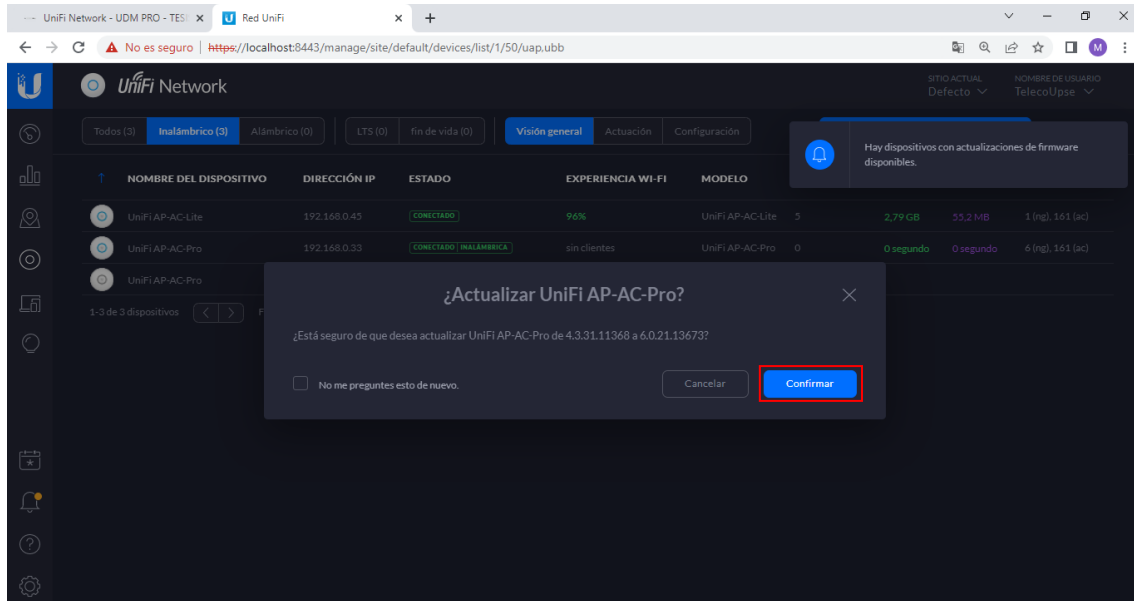 UniFi Network - UDM PRO - TESI
Red UniFi
No es seguro | https://localhost:8443/manage/site/default/devices/list/1/50/uap.ubb
M
UniFi Network
SITIO ACTUAL
Defecto
NOMBRE DE USUARIO
TelecoUpse
Todos (3) Inalámbrico (3) Alámbrico (0) LTS (0) fin de vida (0) Visión general Actuación Configuración
Hay dispositivos con actualizaciones de firmware
disponibles.
↑ NOMBRE DEL DISPOSITIVO DIRECCIÓN IP ESTADO EXPERIENCIA WI-FI MODELO
UniFi AP-AC-Lite 192.168.0.45 CONECTADO 96% UniFi AP-AC-Lite 5 2,79 GB 55,2 MB 1 (ng), 161 (ac)
UniFi AP-AC-Pro 192.168.0.33 CONECTADO | INALÁMBRICA sin clientes UniFi AP-AC-Pro 0 0 segundo 0 segundo 6 (ng), 161 (ac)
UniFi AP-AC-Pro
1-3 de 3 dispositivos
¿Actualizar UniFi AP-AC-Pro?
¿Está seguro de que desea actualizar UniFi AP-AC-Pro de 4.3.31.11368 a 6.0.21.13673?
No me preguntes esto de nuevo.
Cancelar
Confirmar